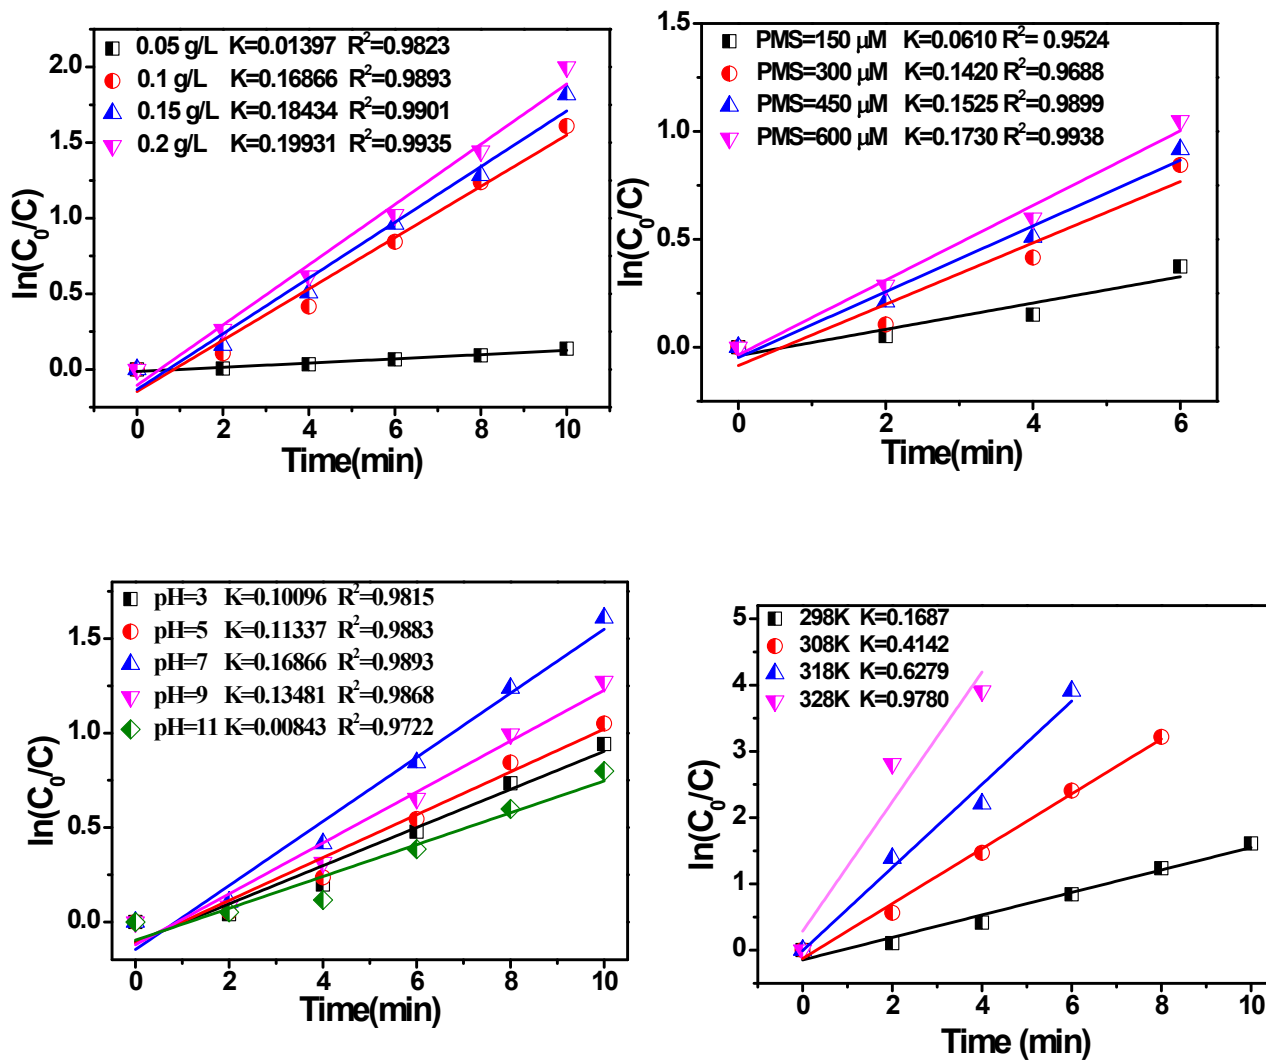 0.05 g/L K=0.01397 R²=0.9823
0.1 g/L K=0.16866 R²=0.9893
0.15 g/L K=0.18434 R²=0.9901
0.2 g/L K=0.19931 R²=0.9935
2.0
1.5
1.0
0.5
0.0
ln(C₀/C)
0 2 4 6 8 10
Time(min)
PMS=150 μM K=0.0610 R²= 0.9524
PMS=300 μM K=0.1420 R²=0.9688
PMS=450 μM K=0.1525 R²=0.9899
PMS=600 μM K=0.1730 R²=0.9938
1.5
1.0
0.5
0.0
ln(C₀/C)
0 2 4 6
Time(min)
pH=3 K=0.10096 R²=0.9815
pH=5 K=0.11337 R²=0.9883
pH=7 K=0.16866 R²=0.9893
pH=9 K=0.13481 R²=0.9868
pH=11 K=0.00843 R²=0.9722
1.5
1.0
0.5
0.0
ln(C₀/C)
0 2 4 6 8 10
Time(min)
298K K=0.1687
308K K=0.4142
318K K=0.6279
328K K=0.9780
5
4
3
2
1
0
ln(C₀/C)
0 2 4 6 8 10
Time (min)